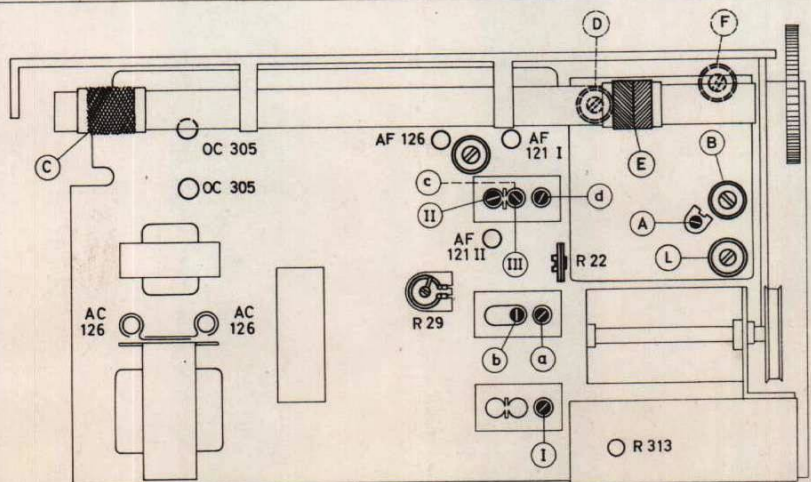 D
F
C
OC 305
AF 126
AF
121 I
E
B
OC 305
c
d
A
II
III
AF
121 II
L
R 22
AC
126
AC
126
R 29
b
a
I
R 313